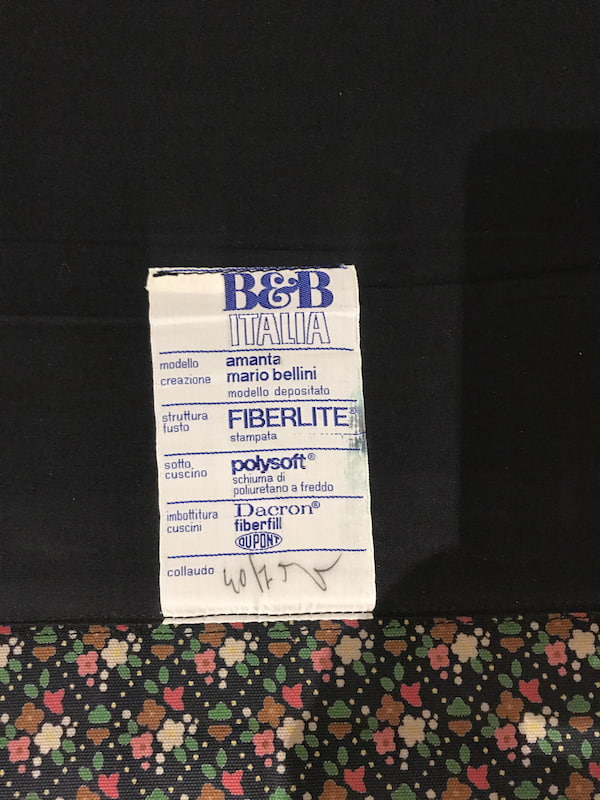 B&B
ITALIA
modello amanta
creazione mario bellini
modello depositato
struttura fusto FIBERLITE®
stampata
sotto cuscino polysoft®
schiuma di
poliuretano a freddo
imbottitura cuscini Dacron®
fiberfill
DUPONT
collaudo